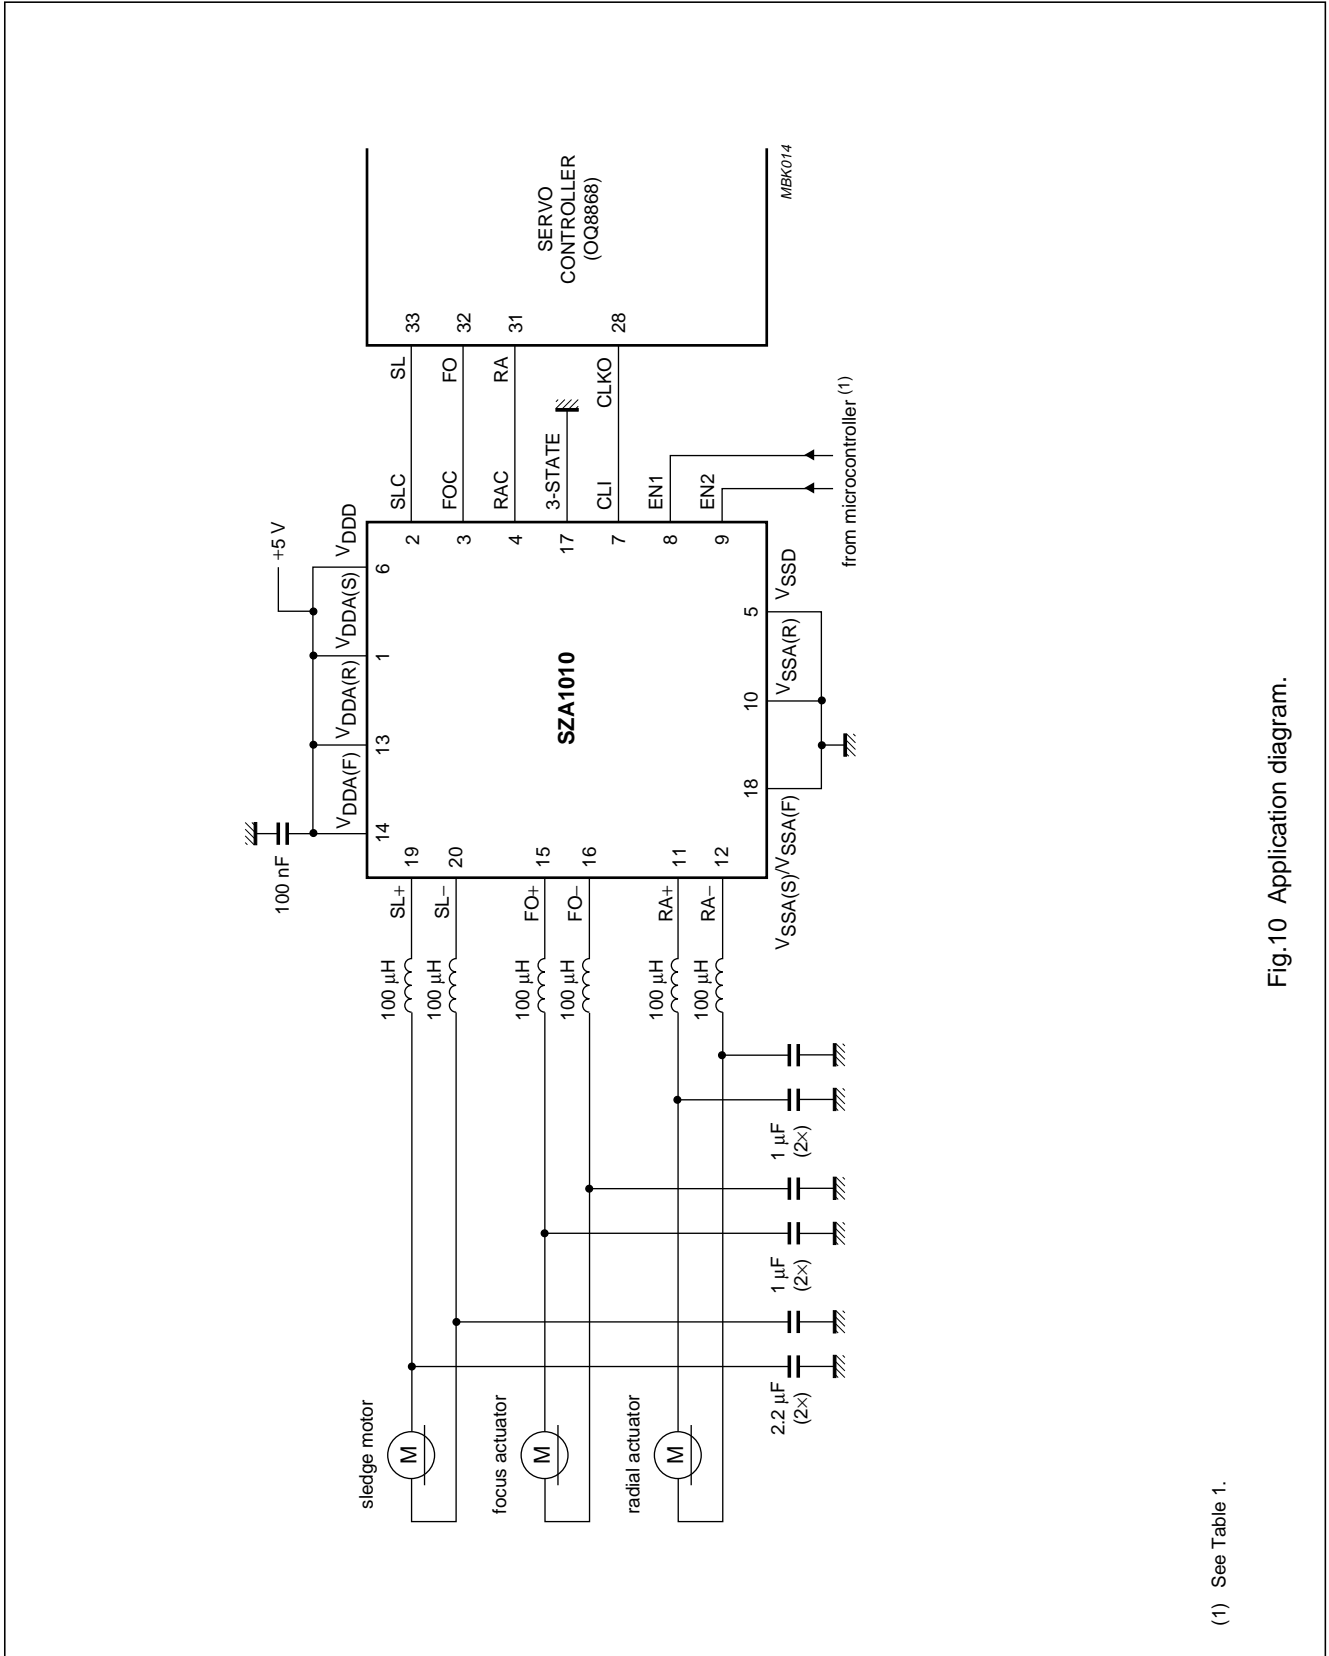 sledge motor
focus actuator
radial actuator
M
M
M
2.2 μF
(2×)
1 μF
(2×)
1 μF
(2×)
100 μH
100 μH
100 μH
100 μH
100 μH
100 μH
SL+
SL−
FO+
FO−
RA+
RA−
19
20
15
16
11
12
100 nF
14
13
1
6
VDDA(F)
VDDA(R)
VDDA(S)
VDDD
+5 V
SZA1010
18
10
5
VSSA(S)/VSSA(F)
VSSA(R)
VSSD
2
3
4
17
7
8
9
SLC
FOC
RAC
3-STATE
CLI
EN1
EN2
from microcontroller (1)
SL
FO
RA
CLKO
33
32
31
28
SERVO
CONTROLLER
(OQ8868)
MBK014
(1) See Table 1.
Fig.10 Application diagram.